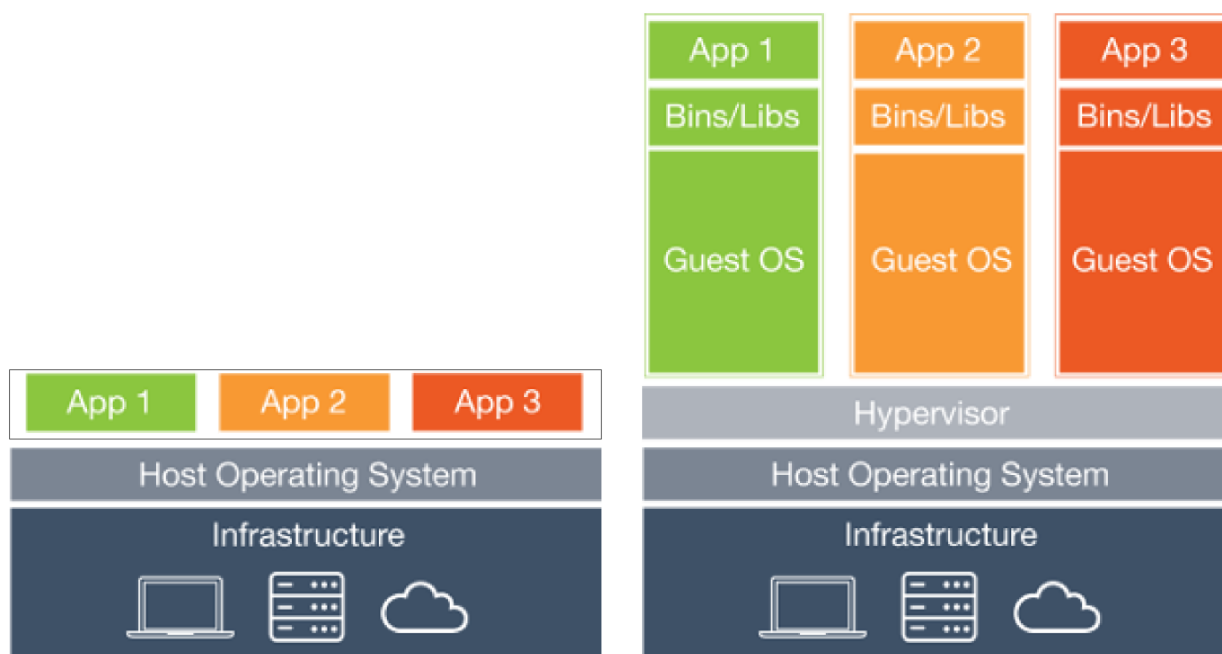 App 1
App 2
App 3
Host Operating System
Infrastructure
App 1
Bins/Libs
Guest OS
App 2
Bins/Libs
Guest OS
App 3
Bins/Libs
Guest OS
Hypervisor
Host Operating System
Infrastructure